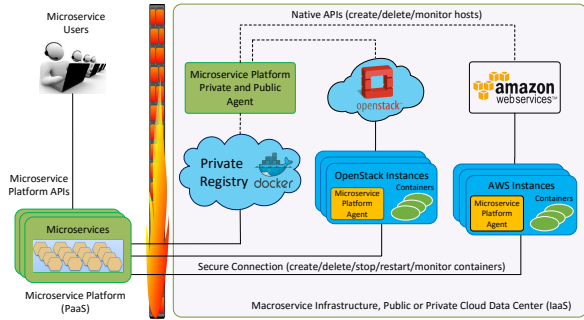 Microservice
Users
Native APIs (create/delete/monitor hosts)
Microservice Platform
Private and Public
Agent
openstack
amazon
webservices™
Private
Registry
docker
OpenStack Instances
Microservice
Platform
Agent
Containers
AWS Instances
Microservice
Platform
Agent
Containers
Microservice
Platform APIs
Microservices
Secure Connection (create/delete/stop/restart/monitor containers)
Microservice Platform
(PaaS)
Macroservice Infrastructure, Public or Private Cloud Data Center (IaaS)